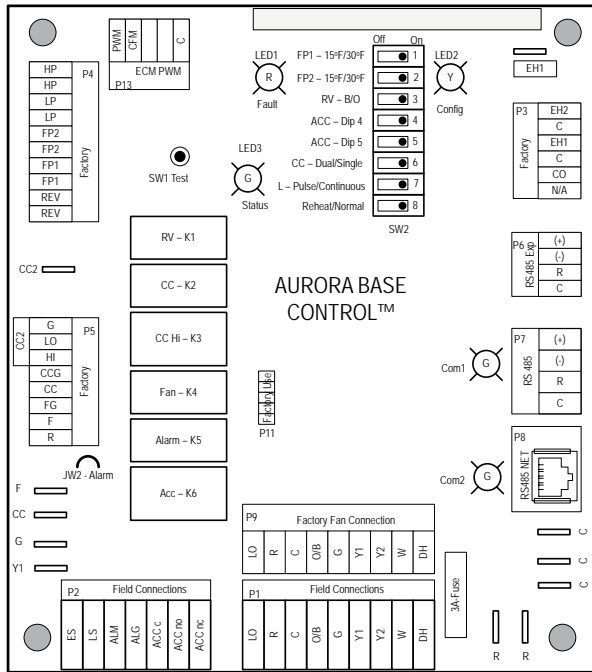 PWM
CFM
C
ECM PWM
P13
P4
HP
HP
LP
LP
FP2
FP2
FP1
FP1
REV
REV
Factory
SW1 Test
LED1
R
Fault
LED3
G
Status
Off On
FP1 – 15ºF/30ºF 1
FP2 – 15ºF/30ºF 2
RV – B/O 3
ACC – Dip 4 4
ACC – Dip 5 5
CC – Dual/Single 6
L – Pulse/Continuous 7
Reheat/Normal 8
SW2
LED2
Y
Config
EH1
P3
Factory
EH2
C
EH1
C
CO
N/A
P6
RS485 Exp
(+)
(-)
R
C
RV – K1
CC – K2
CC Hi – K3
Fan – K4
Alarm – K5
Acc – K6
AURORA BASE
CONTROL™
CC2
CC2
P5
Factory
G
LO
HI
CCG
CC
FG
F
R
JW2 - Alarm
Factory Use
P11
Com1
G
P7
RS 485
(+)
(-)
R
C
P8
RS485 NET
Com2
G
F
CC
G
Y1
P9 Factory Fan Connection
LO R C O/B G Y1 Y2 W DH
P2 Field Connections
ES LS ALM ALG ACC c ACC no ACC nc
P1 Field Connections
LO R C O/B G Y1 Y2 W DH
3A-Fuse
C
C
C
R R